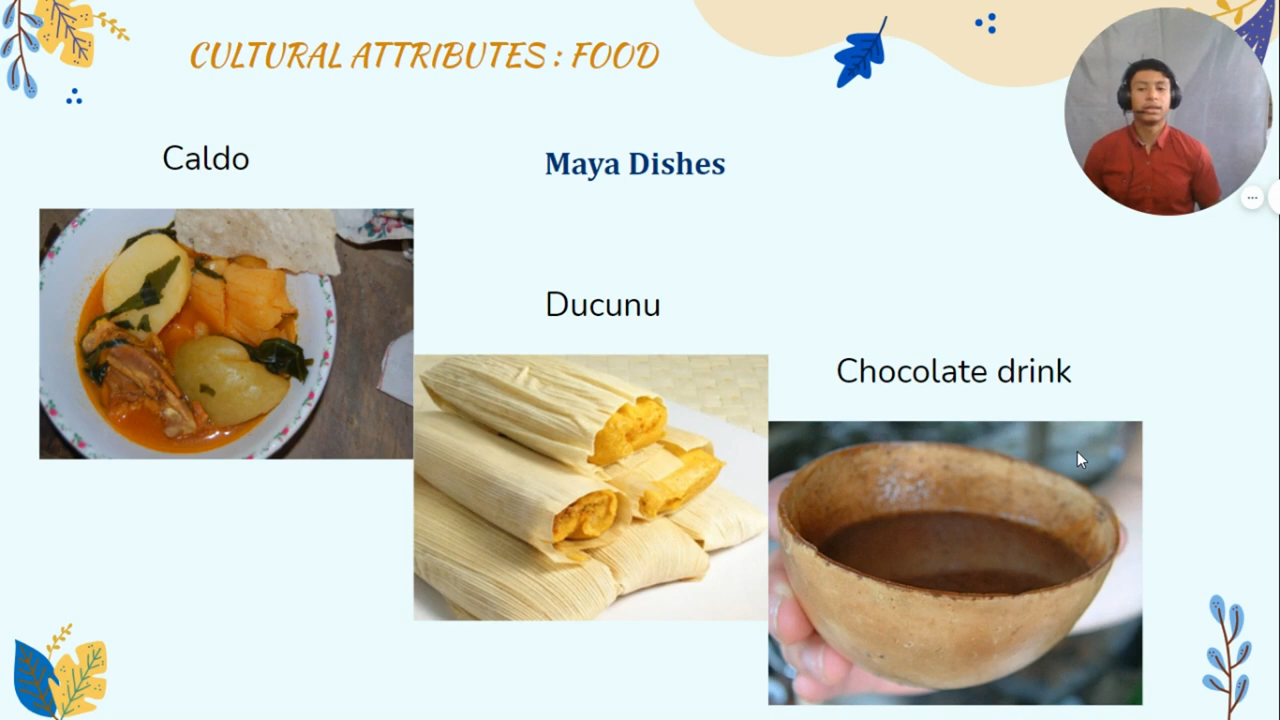 CULTURAL ATTRIBUTES : FOOD
Caldo
Maya Dishes
Ducunu
Chocolate drink